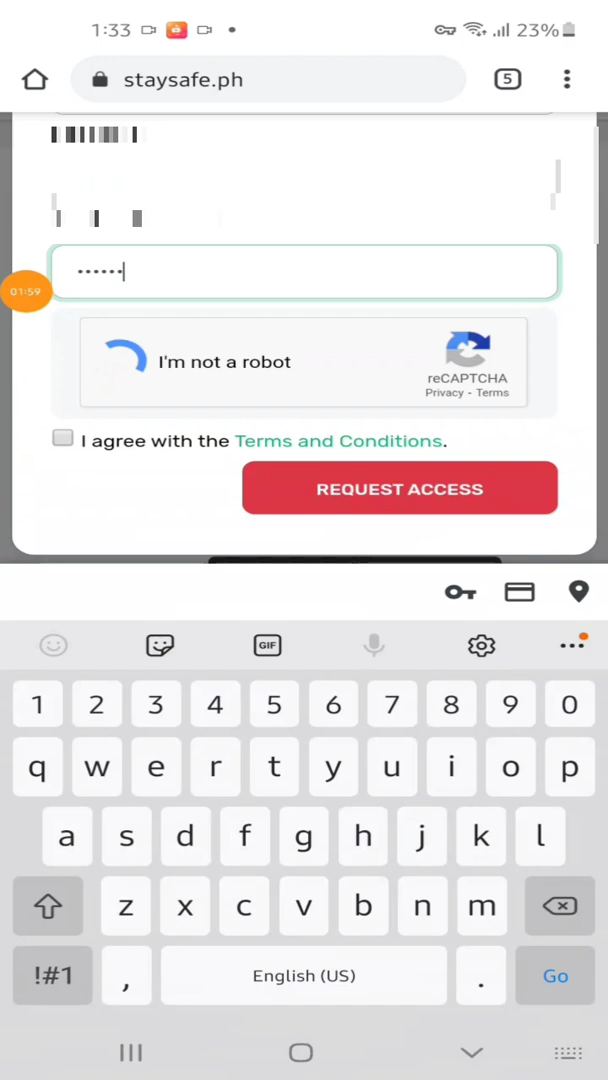 1:33
23%
staysafe.ph
5
01:59
I'm not a robot
reCAPTCHA
Privacy - Terms
I agree with the Terms and Conditions.
REQUEST ACCESS
GIF
1 2 3 4 5 6 7 8 9 0
q w e r t y u i o p
a s d f g h j k l
z x c v b n m
!#1 , English (US) . Go